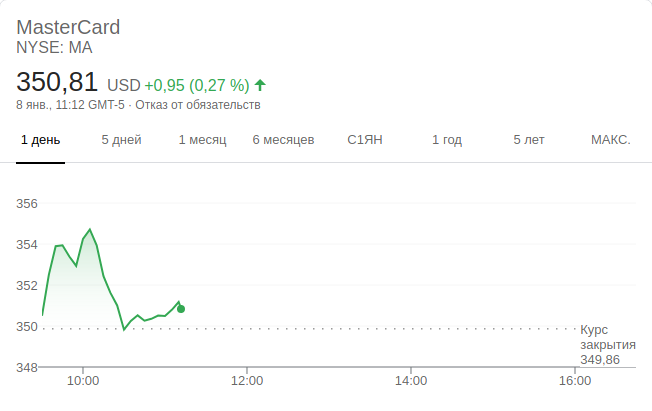 MasterCard
NYSE: MA
350,81 USD +0,95 (0,27 %)
8 янв., 11:12 GMT-5 · Отказ от обязательств
1 день 5 дней 1 месяц 6 месяцев С1ЯН 1 год 5 лет МАКС.
356
354
352
350
Курс
закрытия
349,86
348
10:00 12:00 14:00 16:00